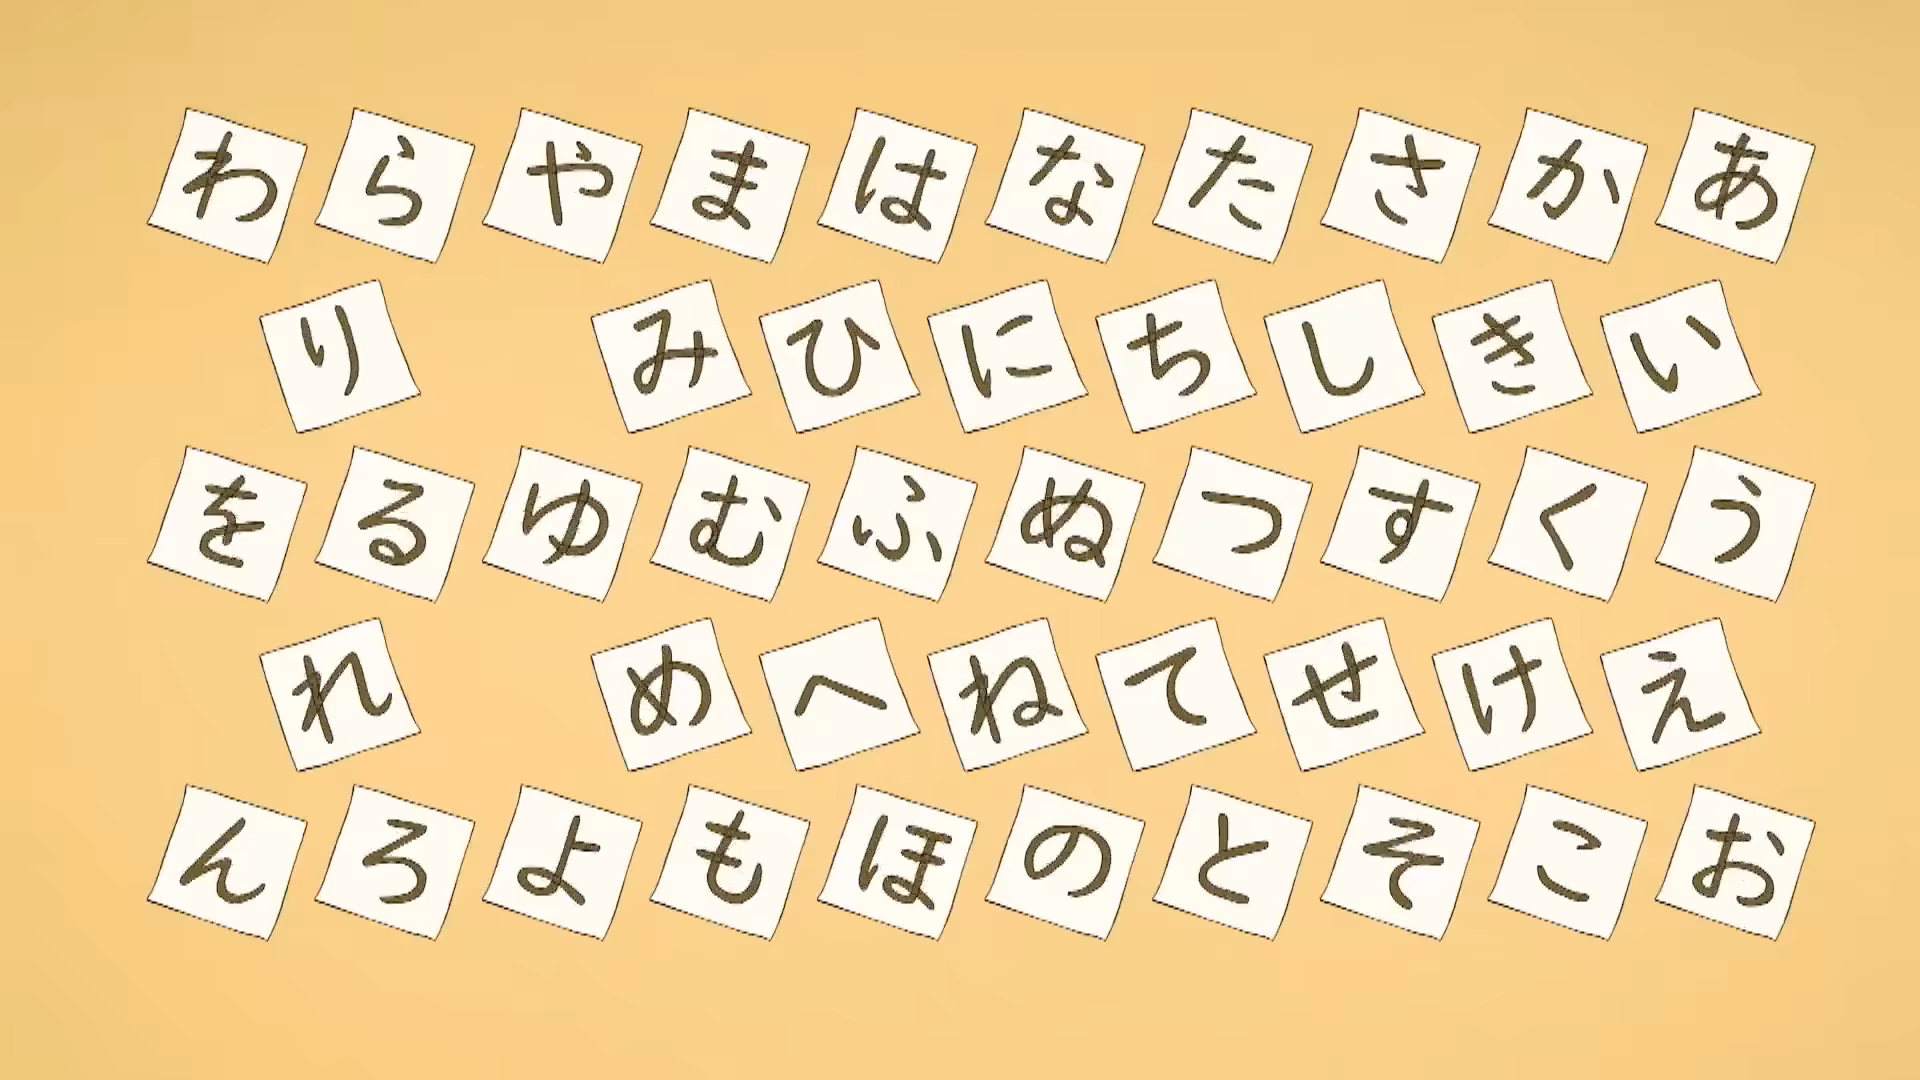 わらやまはなたさかあ
り みひにちしきい
をるゆむふぬつすくう
れ めへねてせけえ
んろよもほのとそこお